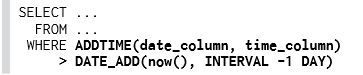 SELECT ...
FROM ...
WHERE ADDTIME(date_column, time_column)
> DATE_ADD(now(), INTERVAL -1 DAY)